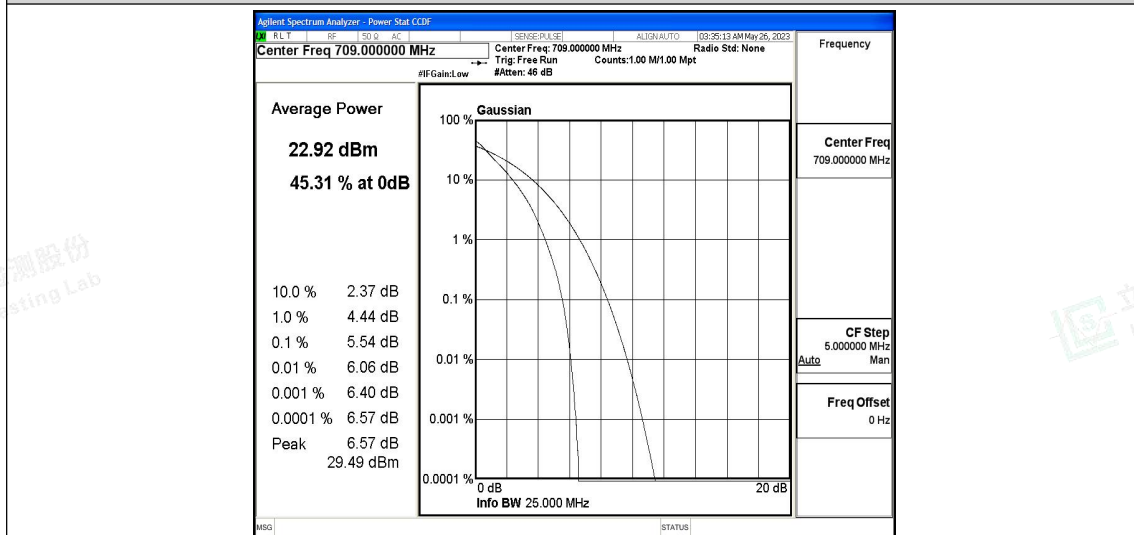 Agilent Spectrum Analyzer - Power Stat CCDF
LXI RLT RF 50 Ω AC SENSE:PULSE ALIGN AUTO 03:35:13 AM May 26, 2023
Center Freq 709.000000 MHz
Center Freq: 709.000000 MHz Radio Std: None
Trig: Free Run Counts:1.00 M/1.00 Mpt
#IFGain:Low #Atten: 46 dB
Frequency
Average Power
22.92 dBm
45.31 % at 0dB
10.0 % 2.37 dB
1.0 % 4.44 dB
0.1 % 5.54 dB
0.01 % 6.06 dB
0.001 % 6.40 dB
0.0001 % 6.57 dB
Peak 6.57 dB
29.49 dBm
Gaussian
100 %
10 %
1 %
0.1 %
0.01 %
0.001 %
0.0001 %
0 dB 20 dB
Info BW 25.000 MHz
Center Freq
709.000000 MHz
CF Step
5.000000 MHz
Auto Man
Freq Offset
0 Hz
MSG STATUS
测股份
sting Lab
立